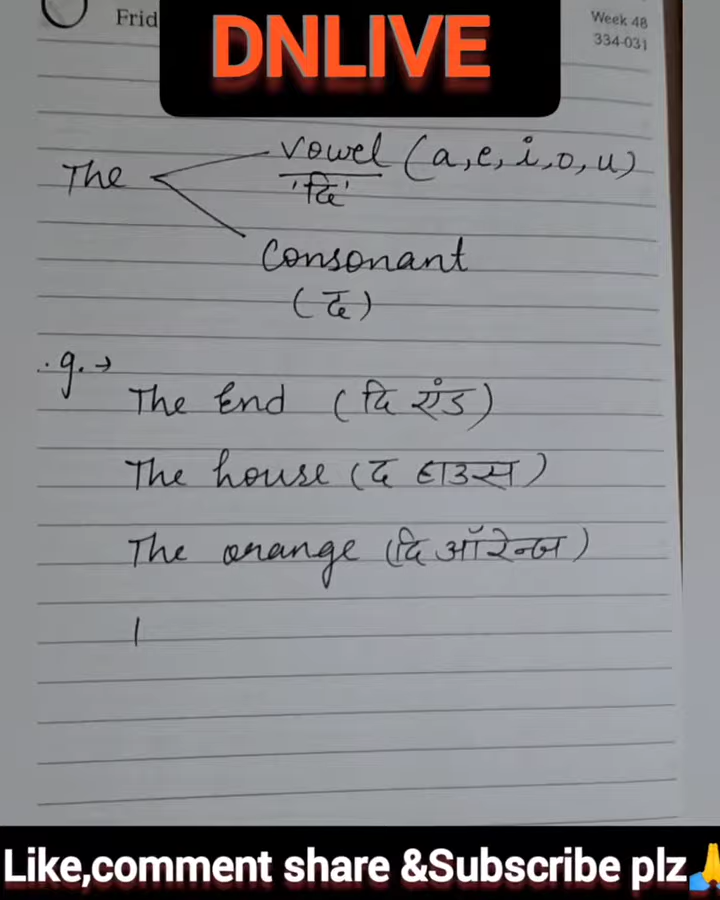 DNLIVE
Frid
Week 48
334-031
The
vowel (a, e, i, o, u)
'दि'
Consonant
(द)
.g. →
The End (दि एंड)
The house (द हाउस)
The orange (दि ऑरेन्ज)
Like,comment share &Subscribe plz🙏